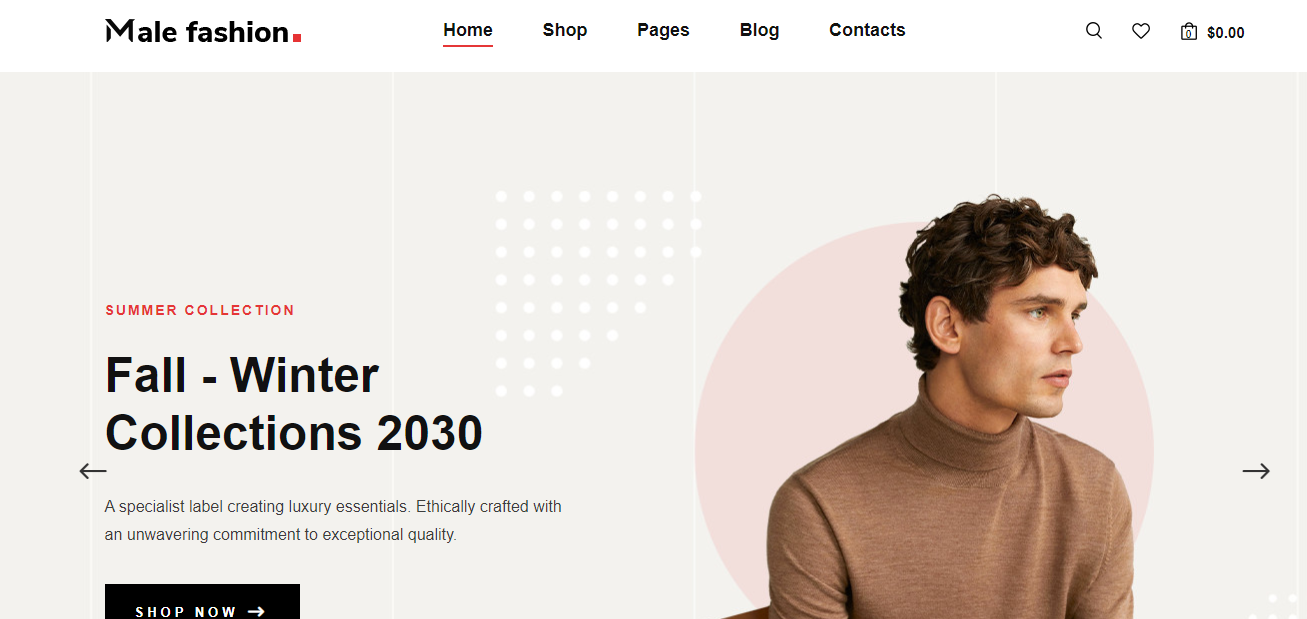 Male fashion.
Home Shop Pages Blog Contacts
0 $0.00
SUMMER COLLECTION
Fall - Winter
Collections 2030
A specialist label creating luxury essentials. Ethically crafted with
an unwavering commitment to exceptional quality.
SHOP NOW